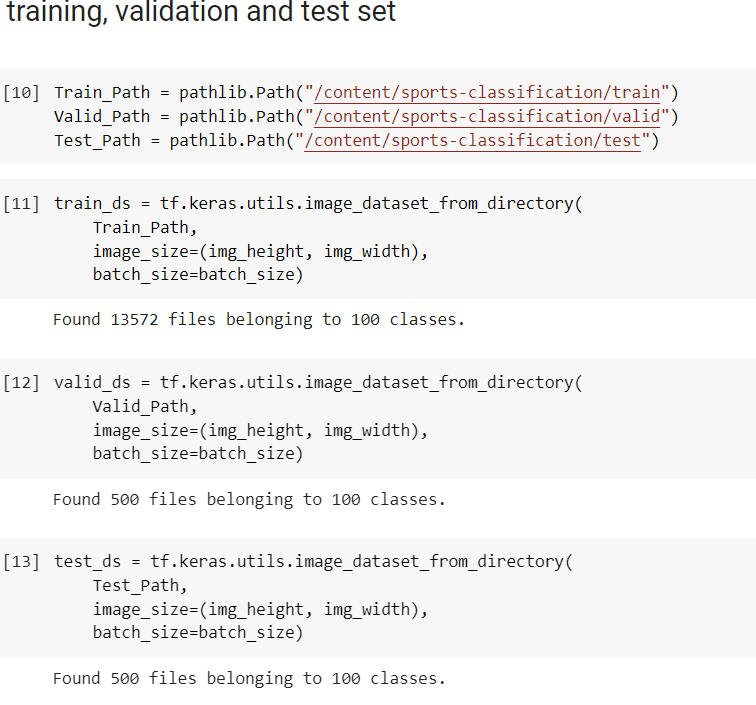 training, validation and test set
[10] Train_Path = pathlib.Path("/content/sports-classification/train")
Valid_Path = pathlib.Path("/content/sports-classification/valid")
Test_Path = pathlib.Path("/content/sports-classification/test")
[11] train_ds = tf.keras.utils.image_dataset_from_directory(
Train_Path,
image_size=(img_height, img_width),
batch_size=batch_size)
Found 13572 files belonging to 100 classes.
[12] valid_ds = tf.keras.utils.image_dataset_from_directory(
Valid_Path,
image_size=(img_height, img_width),
batch_size=batch_size)
Found 500 files belonging to 100 classes.
[13] test_ds = tf.keras.utils.image_dataset_from_directory(
Test_Path,
image_size=(img_height, img_width),
batch_size=batch_size)
Found 500 files belonging to 100 classes.